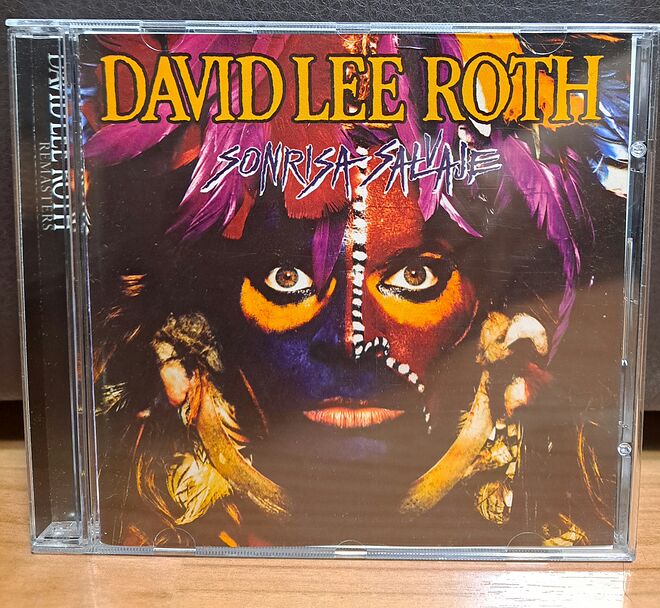 DAVID LEE ROTH
SONRISA SALVAJE
DAVID LEE ROTH
REMASTERS